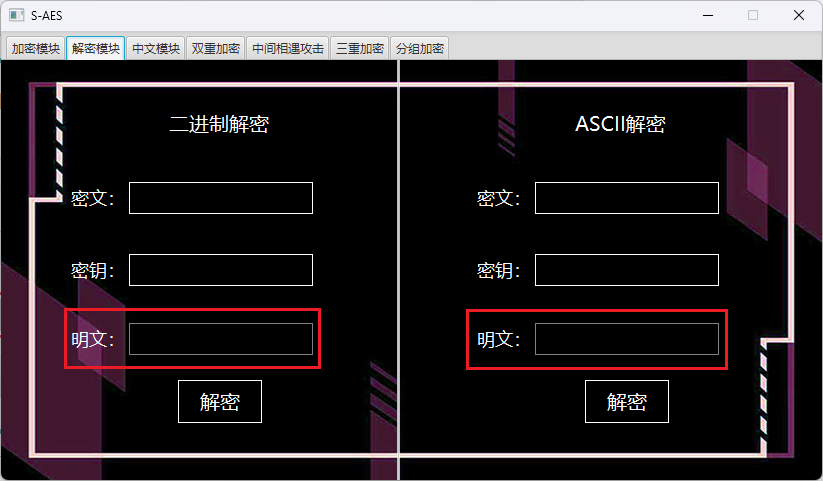 S-AES
加密模块 解密模块 中文模块 双重加密 中间相遇攻击 三重加密 分组加密
二进制解密
密文：
密钥：
明文：
解密
ASCII解密
密文：
密钥：
明文：
解密